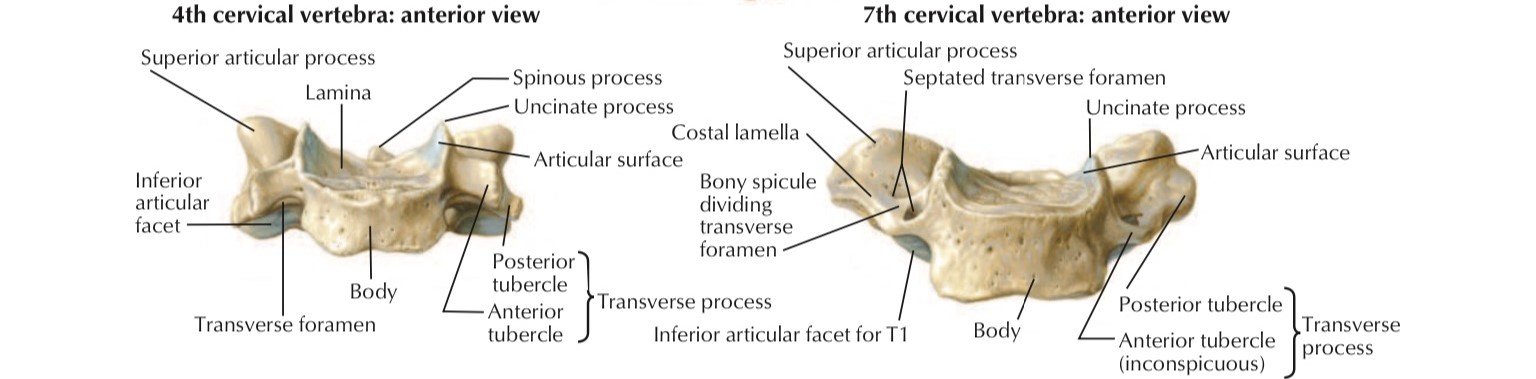 4th cervical vertebra: anterior view
Superior articular process
Lamina
Spinous process
Uncinate process
Articular surface
Inferior
articular
facet
Posterior
tubercle
Anterior
tubercle
Transverse process
Body
Transverse foramen
7th cervical vertebra: anterior view
Superior articular process
Septated transverse foramen
Uncinate process
Costal lamella
Articular surface
Bony spicule
dividing
transverse
foramen
Inferior articular facet for T1
Body
Posterior tubercle
Anterior tubercle
(inconspicuous)
Transverse
process